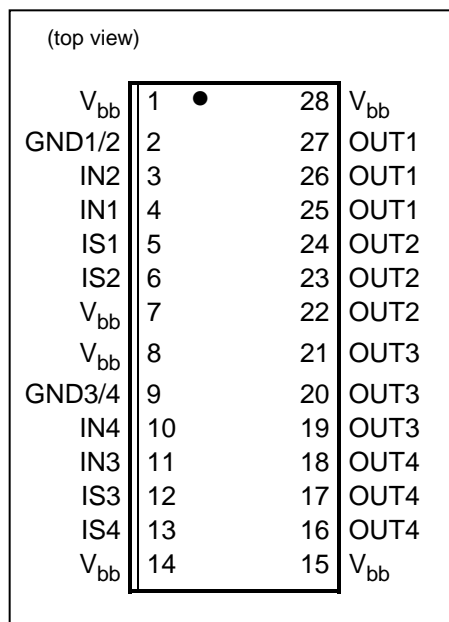 (top view)
Vbb 1 28 Vbb
GND1/2 2 27 OUT1
IN2 3 26 OUT1
IN1 4 25 OUT1
IS1 5 24 OUT2
IS2 6 23 OUT2
Vbb 7 22 OUT2
Vbb 8 21 OUT3
GND3/4 9 20 OUT3
IN4 10 19 OUT3
IN3 11 18 OUT4
IS3 12 17 OUT4
IS4 13 16 OUT4
Vbb 14 15 Vbb